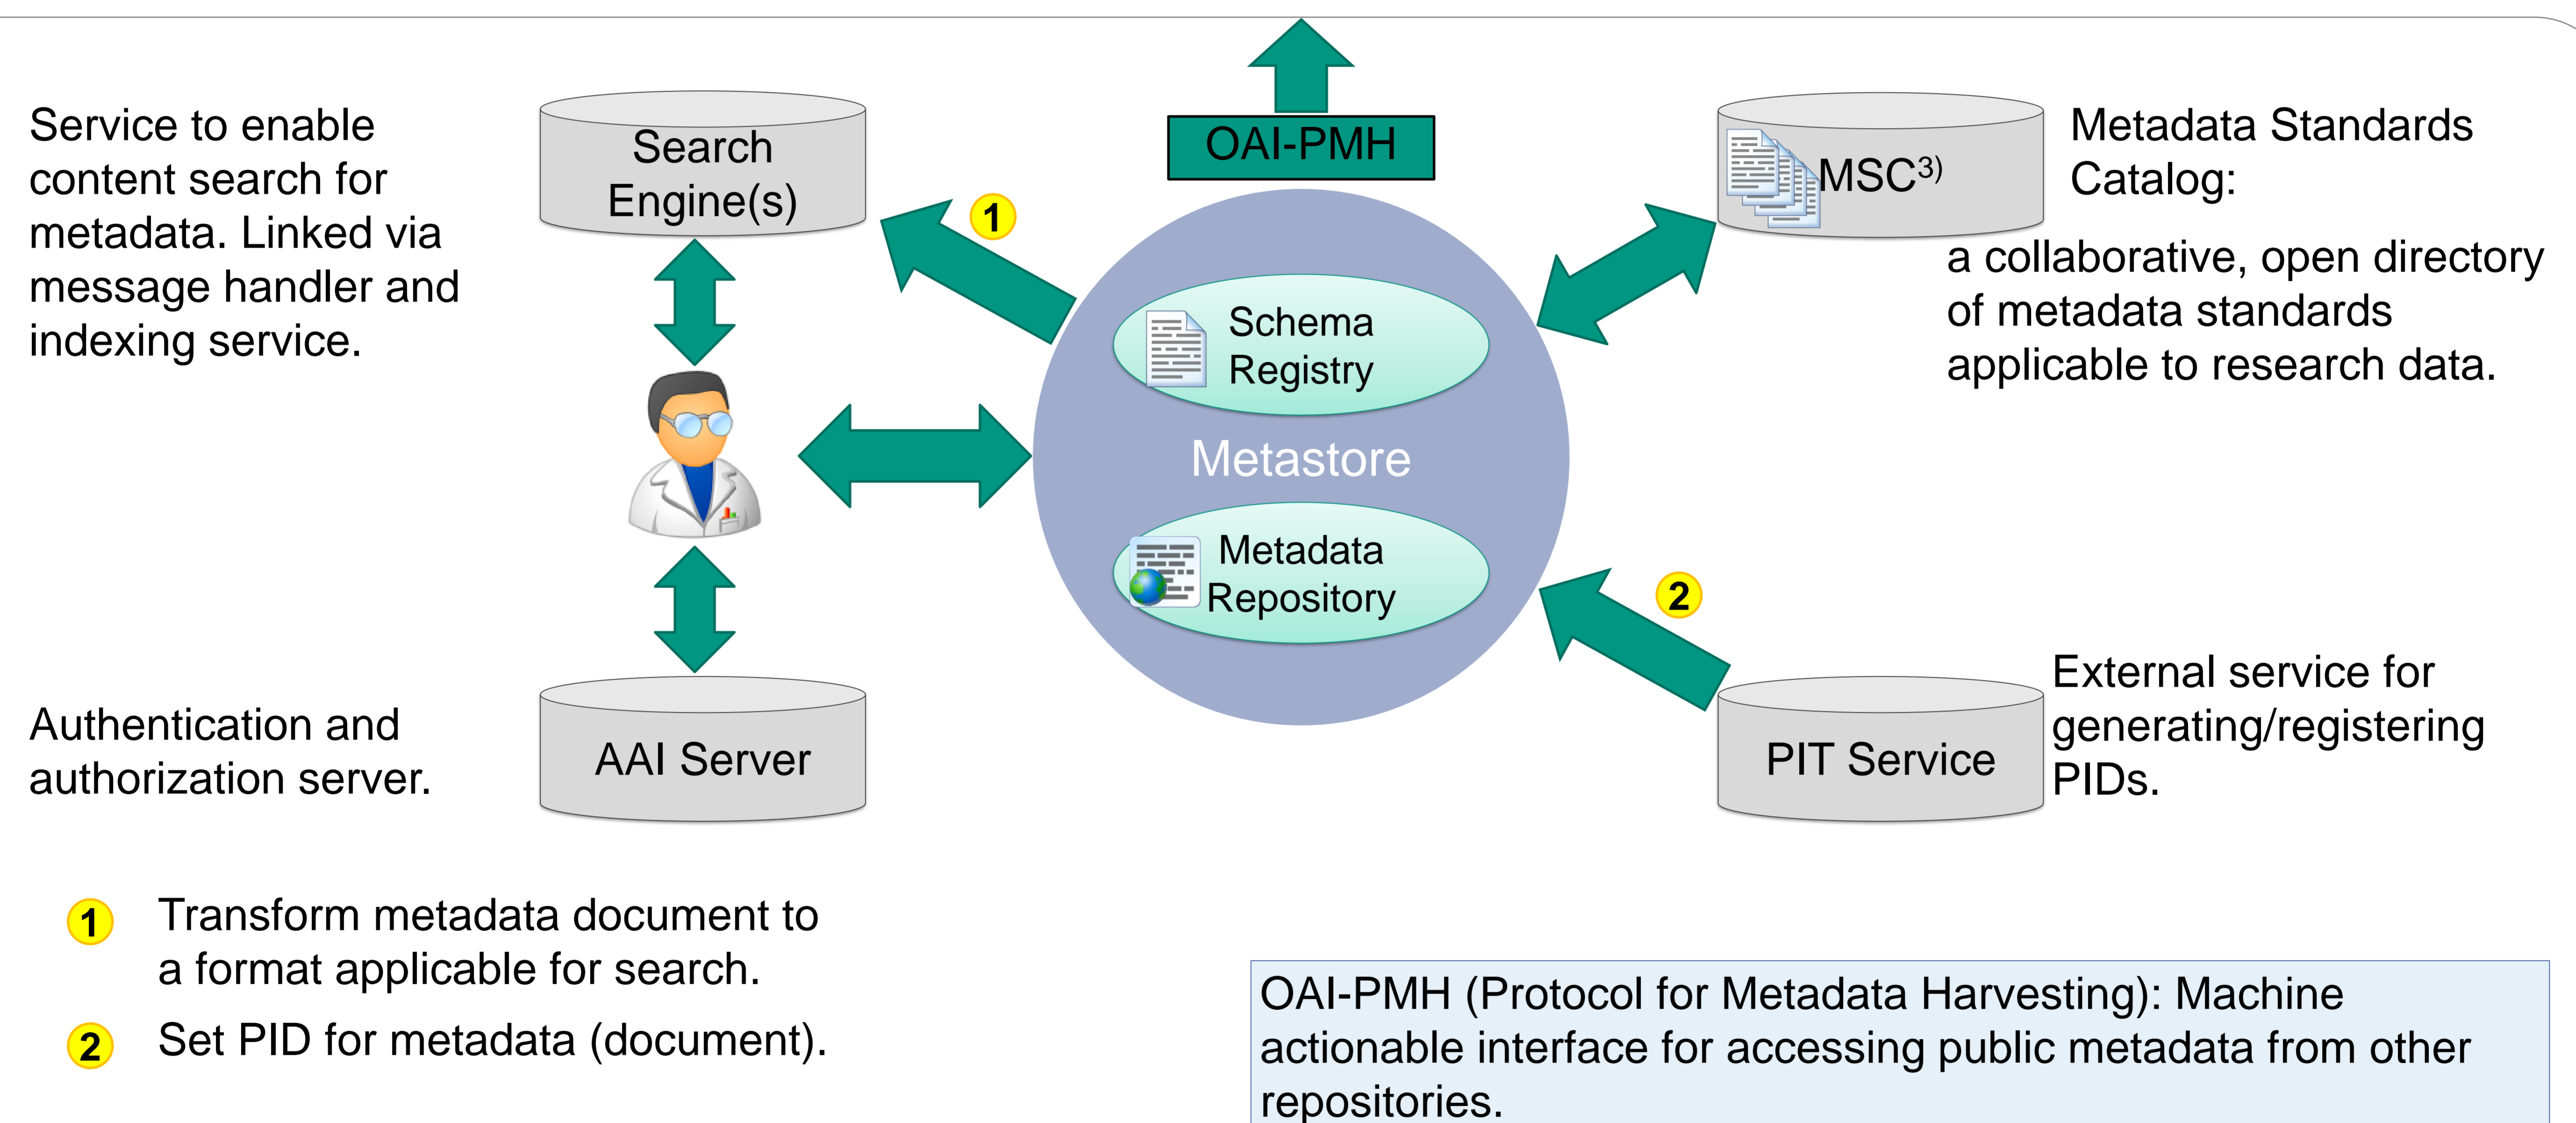 Service to enable
content search for
metadata. Linked via
message handler and
indexing service.
Search
Engine(s)
1
OAI-PMH
MSC3)
Metadata Standards
Catalog:
a collaborative, open directory
of metadata standards
applicable to research data.
Schema
Registry
Metastore
Metadata
Repository
2
Authentication and
authorization server.
AAI Server
PIT Service
External service for
generating/registering
PIDs.
1 Transform metadata document to
a format applicable for search.
2 Set PID for metadata (document).
OAI-PMH (Protocol for Metadata Harvesting): Machine
actionable interface for accessing public metadata from other
repositories.